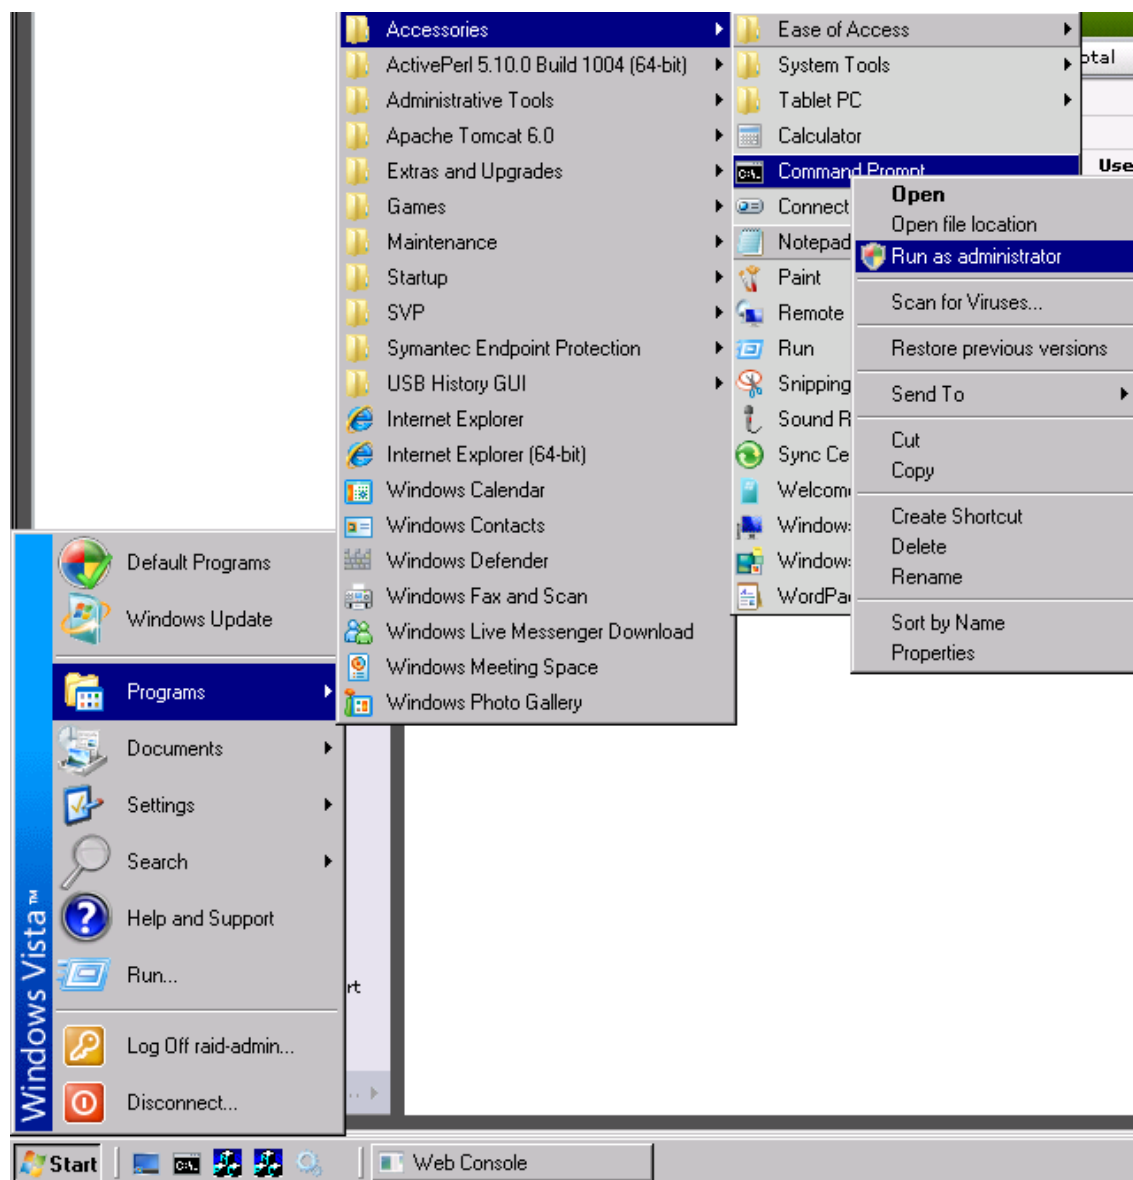 Accessories
ActivePerl 5.10.0 Build 1004 (64-bit)
Administrative Tools
Apache Tomcat 6.0
Extras and Upgrades
Games
Maintenance
Startup
SVP
Symantec Endpoint Protection
USB History GUI
Internet Explorer
Internet Explorer (64-bit)
Windows Calendar
Windows Contacts
Windows Defender
Windows Fax and Scan
Windows Live Messenger Download
Windows Meeting Space
Windows Photo Gallery
Ease of Access
System Tools
Tablet PC
Calculator
Command Prompt
Connect
Notepad
Paint
Remote
Run
Snipping
Sound R
Sync Ce
Welcom
Window
Window
WordPa
Open
Open file location
Run as administrator
Scan for Viruses...
Restore previous versions
Send To
Cut
Copy
Create Shortcut
Delete
Rename
Sort by Name
Properties
otal
Use
Default Programs
Windows Update
Programs
Documents
Settings
Search
Help and Support
Run...
Log Off raid-admin...
Disconnect...
Windows Vista™
rt
Start
Web Console